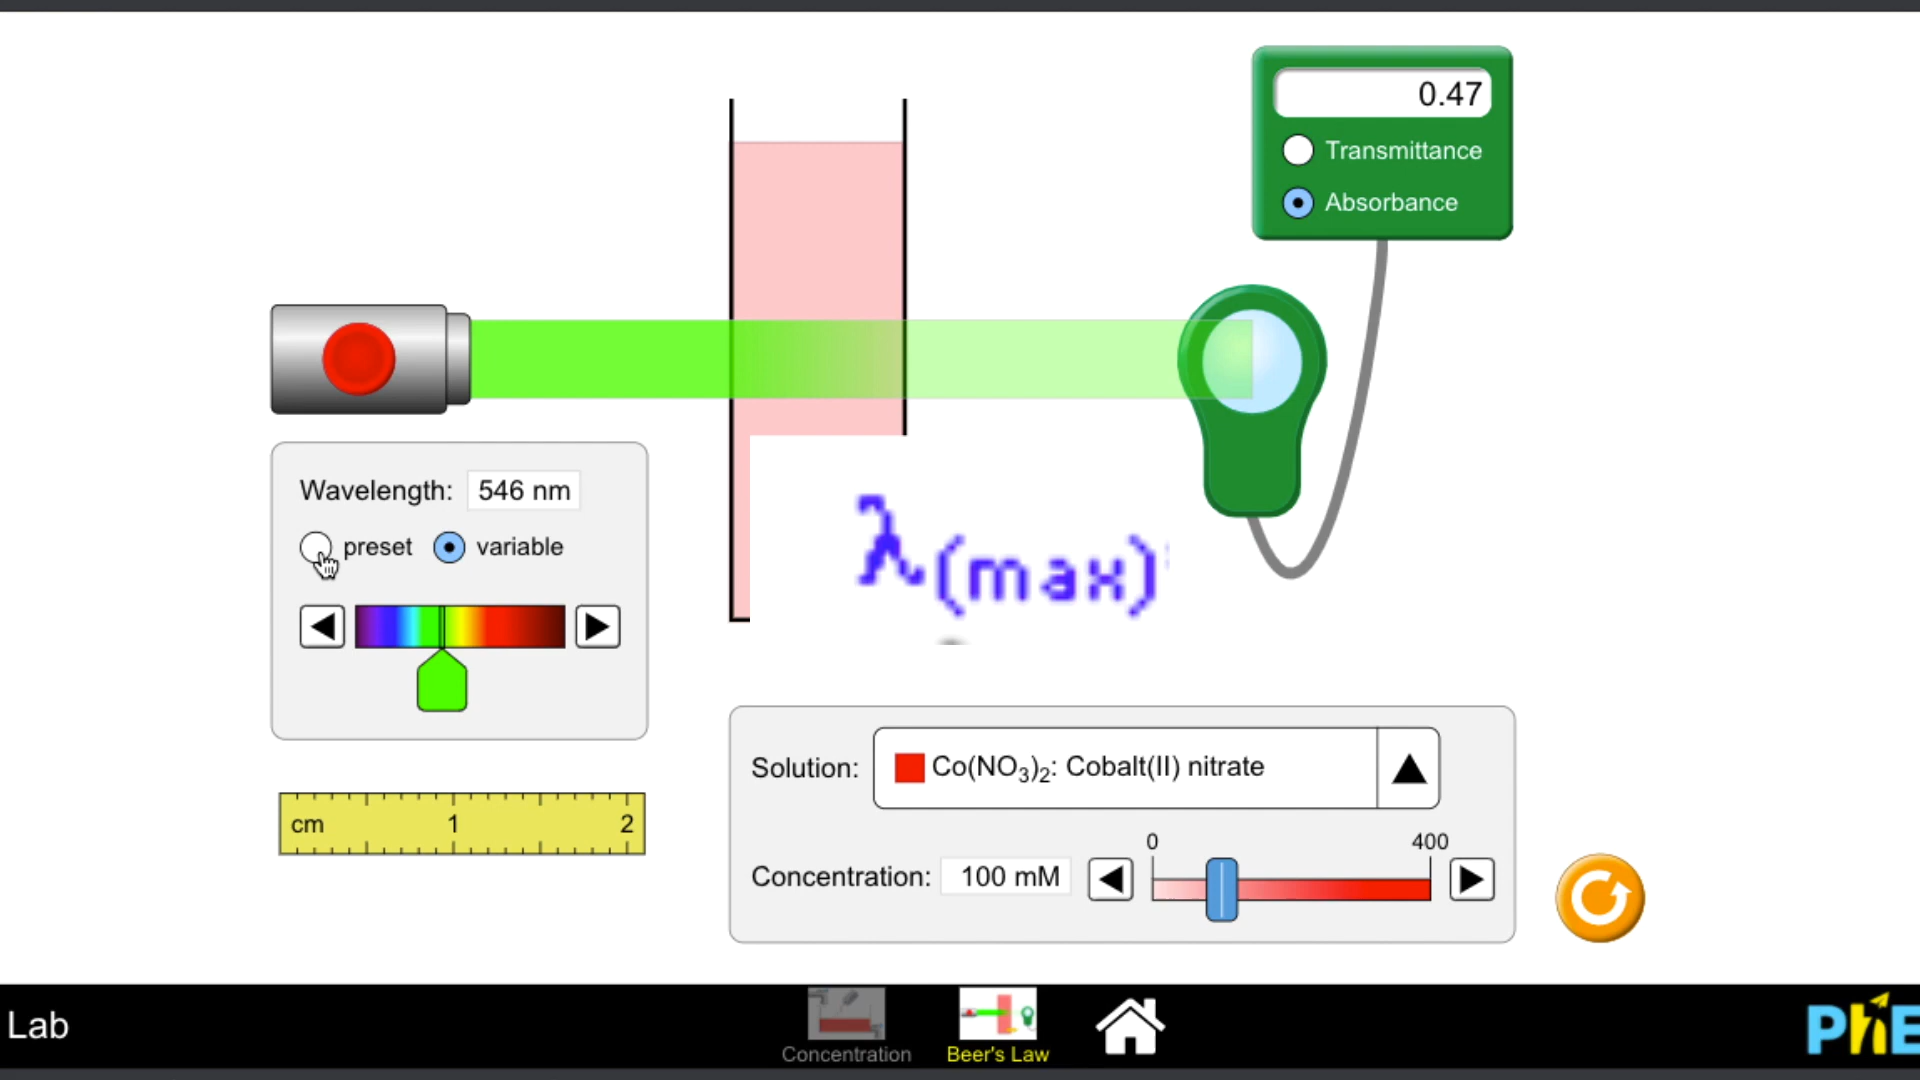 0.47
Transmittance
Absorbance
Wavelength: 546 nm
preset variable
λ(max)
cm 1 2
Solution: Co(NO₃)₂: Cobalt(II) nitrate
0 400
Concentration: 100 mM
Lab
Concentration
Beer's Law
PhE